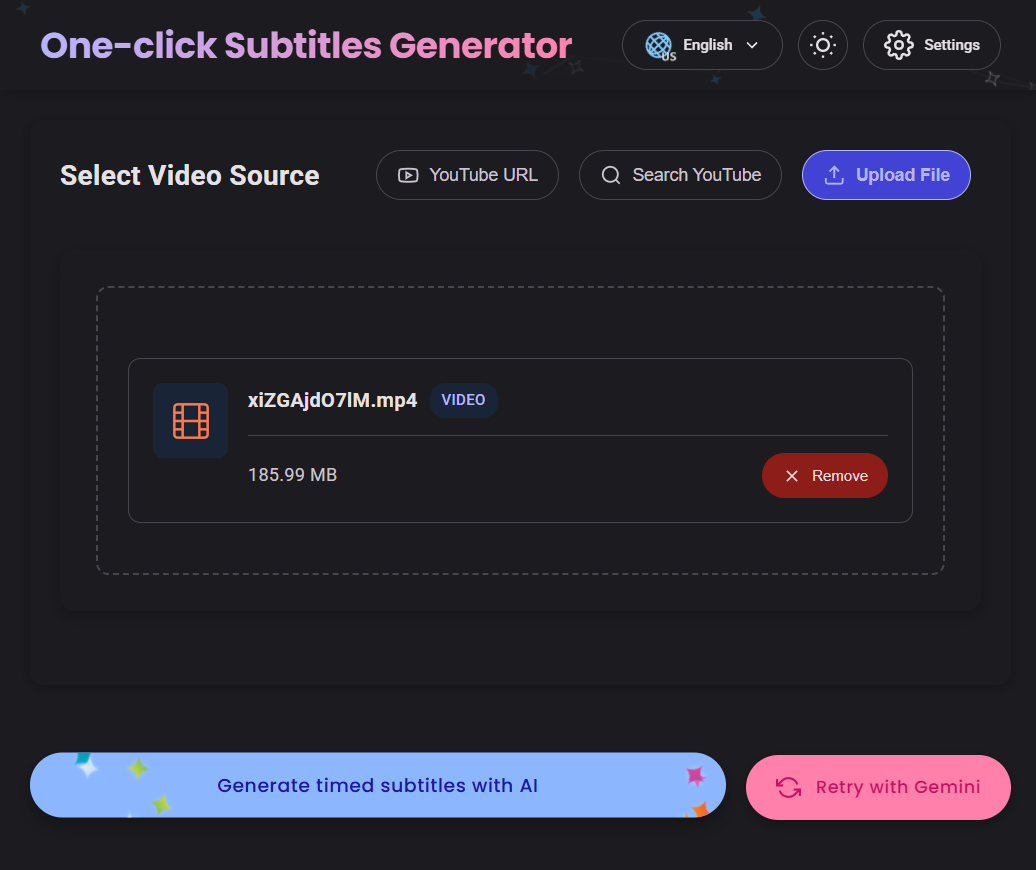 One-click Subtitles Generator
US
English
Settings
Select Video Source
YouTube URL
Search YouTube
Upload File
xiZGAjdO7lM.mp4
VIDEO
185.99 MB
Remove
Generate timed subtitles with AI
Retry with Gemini